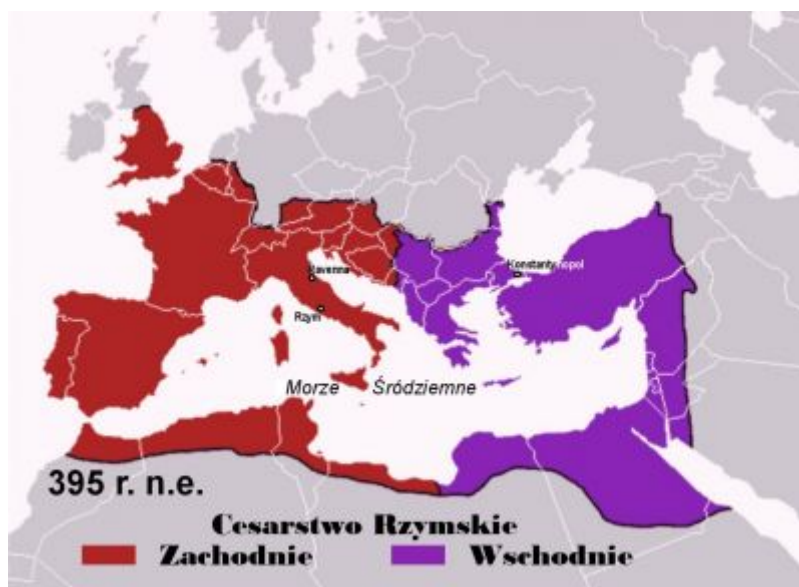 Ravenna
Konstantynopol
Rzym
Morze Śródziemne
395 r. n.e.
Cesarstwo Rzymskie
Zachodnie
Wschodnie